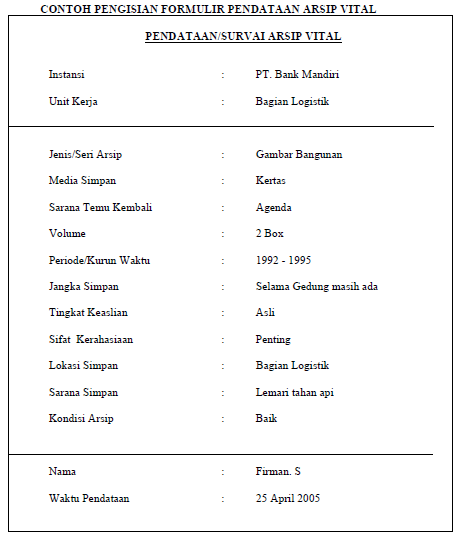 CONTOH PENGISIAN FORMULIR PENDATAAN ARSIP VITAL
PENDATAAN/SURVAI ARSIP VITAL
Instansi : PT. Bank Mandiri
Unit Kerja : Bagian Logistik
Jenis/Seri Arsip : Gambar Bangunan
Media Simpan : Kertas
Sarana Temu Kembali : Agenda
Volume : 2 Box
Periode/Kurun Waktu : 1992 - 1995
Jangka Simpan : Selama Gedung masih ada
Tingkat Keaslian : Asli
Sifat Kerahasiaan : Penting
Lokasi Simpan : Bagian Logistik
Sarana Simpan : Lemari tahan api
Kondisi Arsip : Baik
Nama : Firman. S
Waktu Pendataan : 25 April 2005